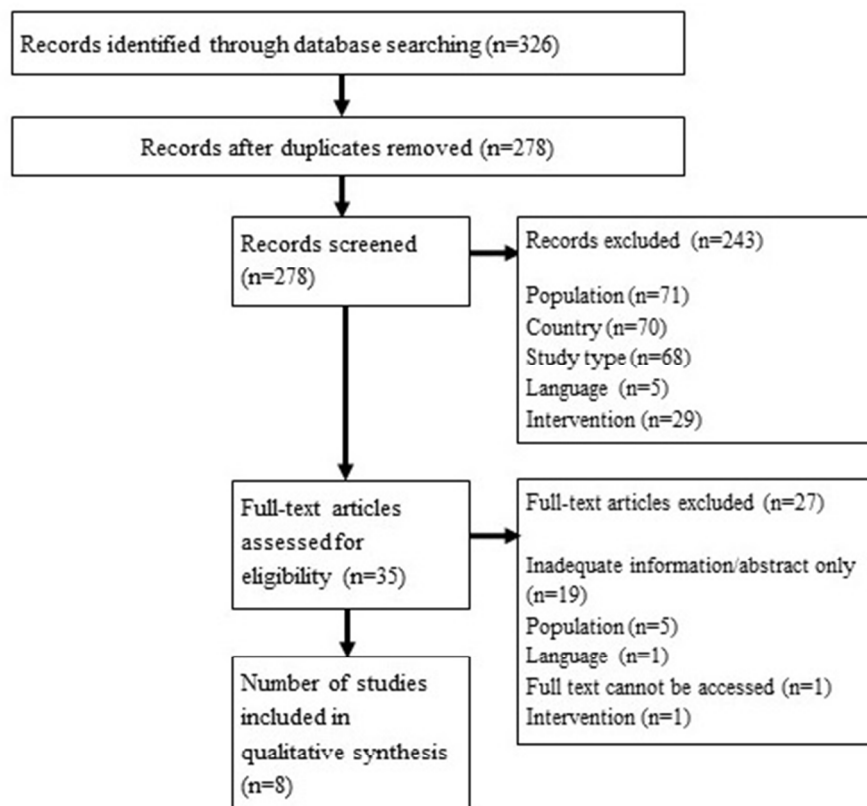 Records identified through database searching (n=326)
Records after duplicates removed (n=278)
Records screened
(n=278)
Records excluded (n=243)
Population (n=71)
Country (n=70)
Study type (n=68)
Language (n=5)
Intervention (n=29)
Full-text articles
assessed for
eligibility (n=35)
Full-text articles excluded (n=27)
Inadequate information/abstract only
(n=19)
Population (n=5)
Language (n=1)
Full text cannot be accessed (n=1)
Intervention (n=1)
Number of studies
included in
qualitative synthesis
(n=8)